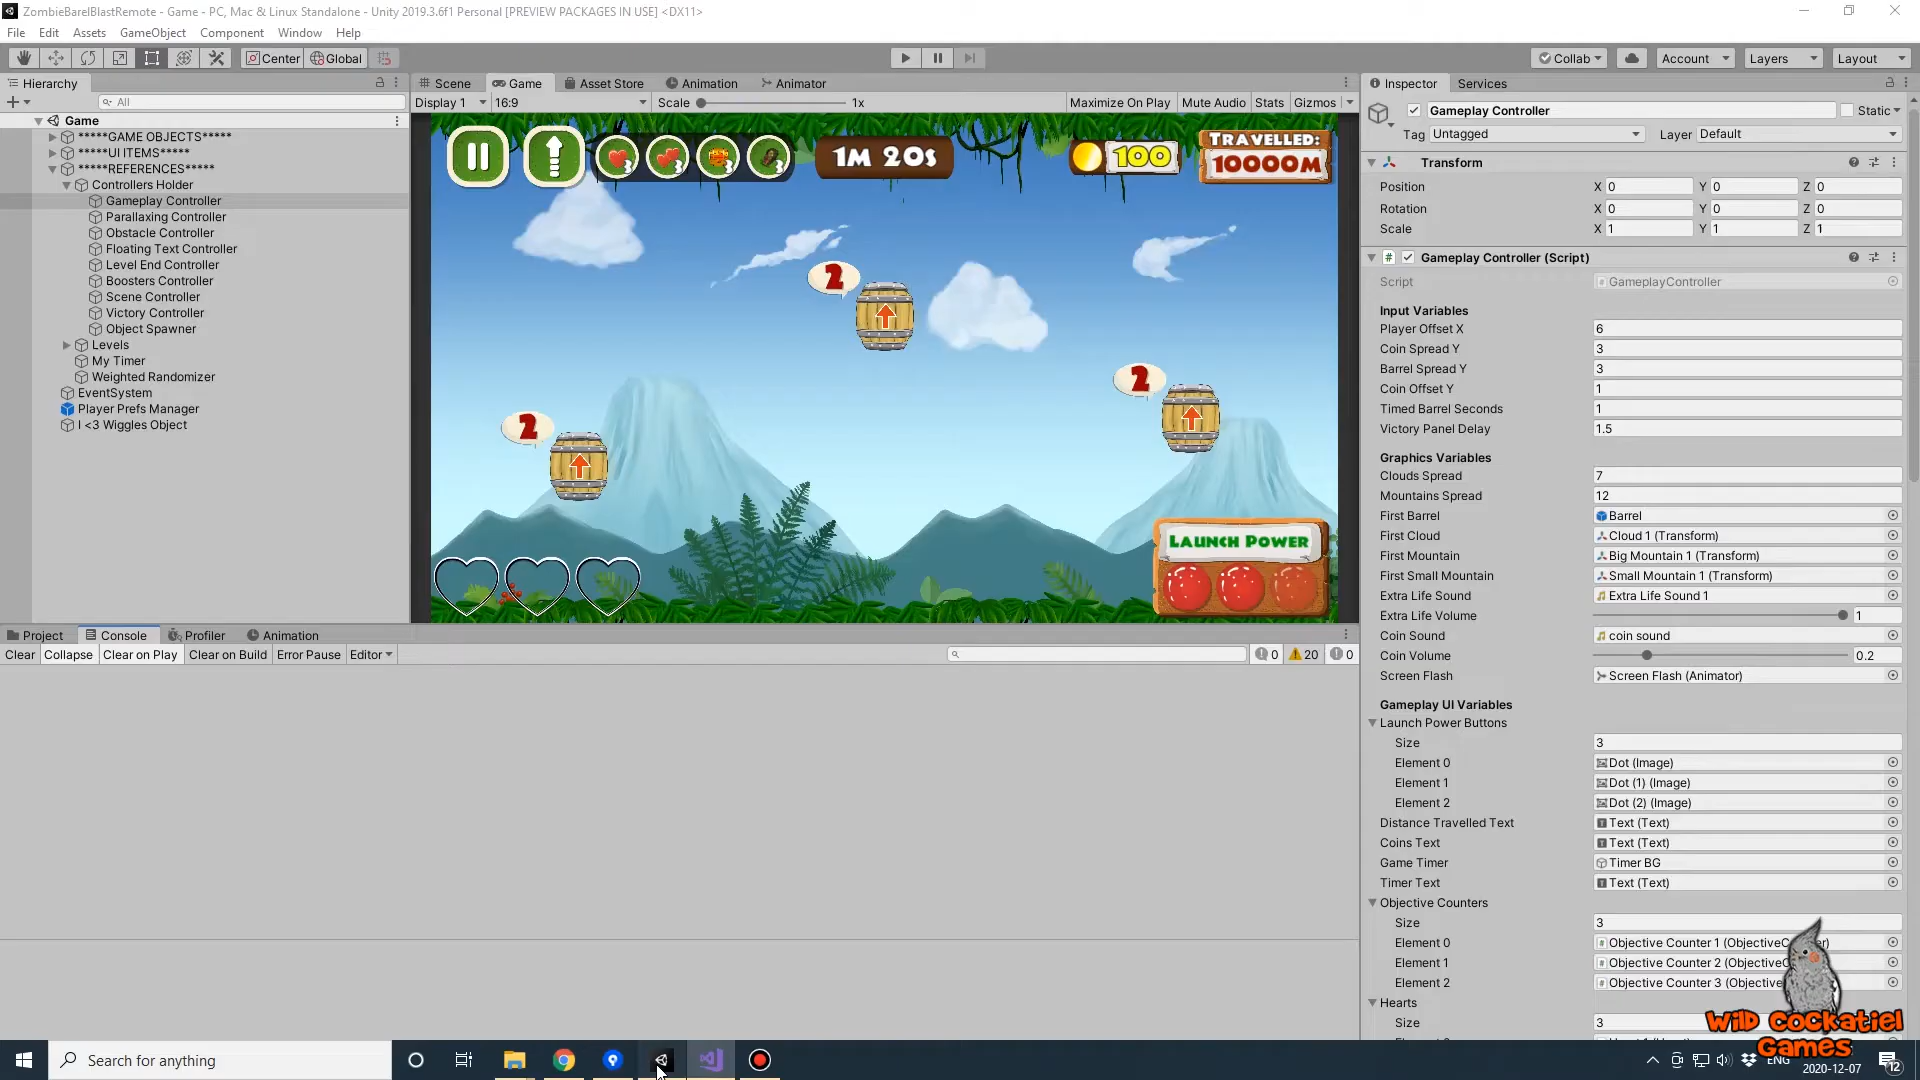 ZombieBarelBlastRemote - Game - PC, Mac & Linux Standalone - Unity 2019.3.6f1 Personal [PREVIEW PACKAGES IN USE] <DX11>
File Edit Assets GameObject Component Window Help
Center Global Collab Account Layers Layout
Hierarchy
All
Game
*****GAME OBJECTS*****
*****UI ITEMS*****
*****REFERENCES*****
Controllers Holder
Gameplay Controller
Parallaxing Controller
Obstacle Controller
Floating Text Controller
Level End Controller
Boosters Controller
Scene Controller
Victory Controller
Object Spawner
Levels
My Timer
Weighted Randomizer
EventSystem
Player Prefs Manager
I <3 Wiggles Object
Scene Game Asset Store Animation Animator
Display 1 16:9 Scale 1x Maximize On Play Mute Audio Stats Gizmos
3 3 3 3
1M 20s
100
TRAVELLED:
10000M
2
2
2
LAUNCH POWER
Project Console Profiler Animation
Clear Collapse Clear on Play Clear on Build Error Pause Editor 0 20 0
Inspector Services
Gameplay Controller Static
Tag Untagged Layer Default
Transform
Position X 0 Y 0 Z 0
Rotation X 0 Y 0 Z 0
Scale X 1 Y 1 Z 1
# Gameplay Controller (Script)
Script GameplayController
Input Variables
Player Offset X 6
Coin Spread Y 3
Barrel Spread Y 3
Coin Offset Y 1
Timed Barrel Seconds 1
Victory Panel Delay 1.5
Graphics Variables
Clouds Spread 7
Mountains Spread 12
First Barrel Barrel
First Cloud Cloud 1 (Transform)
First Mountain Big Mountain 1 (Transform)
First Small Mountain Small Mountain 1 (Transform)
Extra Life Sound Extra Life Sound 1
Extra Life Volume 1
Coin Sound coin sound
Coin Volume 0.2
Screen Flash Screen Flash (Animator)
Gameplay UI Variables
Launch Power Buttons
Size 3
Element 0 Dot (Image)
Element 1 Dot (1) (Image)
Element 2 Dot (2) (Image)
Distance Travelled Text Text (Text)
Coins Text Text (Text)
Game Timer Timer BG
Timer Text Text (Text)
Objective Counters
Size 3
Element 0 Objective Counter 1 (Objective
Element 1 Objective Counter 2 (Objective
Element 2 Objective Counter 3 (Objective
Hearts
Size 3
Wild Cockatiel
Games
Search for anything
ENG
2020-12-07
12